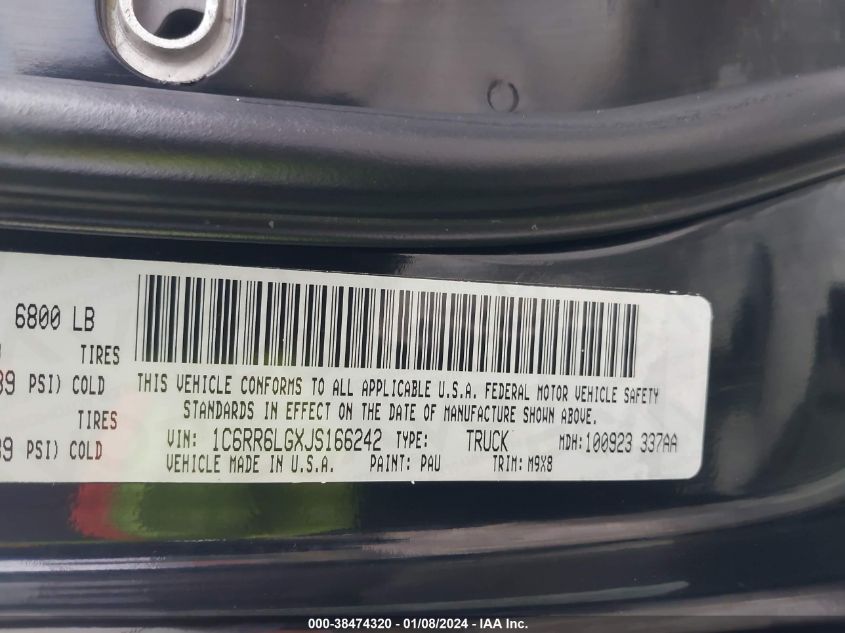 6800 LB
TIRES
39 PSI) COLD
TIRES
39 PSI) COLD
THIS VEHICLE CONFORMS TO ALL APPLICABLE U.S.A. FEDERAL MOTOR VEHICLE SAFETY
STANDARDS IN EFFECT ON THE DATE OF MANUFACTURE SHOWN ABOVE.
VIN: 1C6RR6LGXJS166242 TYPE: TRUCK MDH:100923 337AA
VEHICLE MADE IN U.S.A. PAINT: PAU TRIM: M9X8
000-38474320 - 01/08/2024 - IAA Inc.